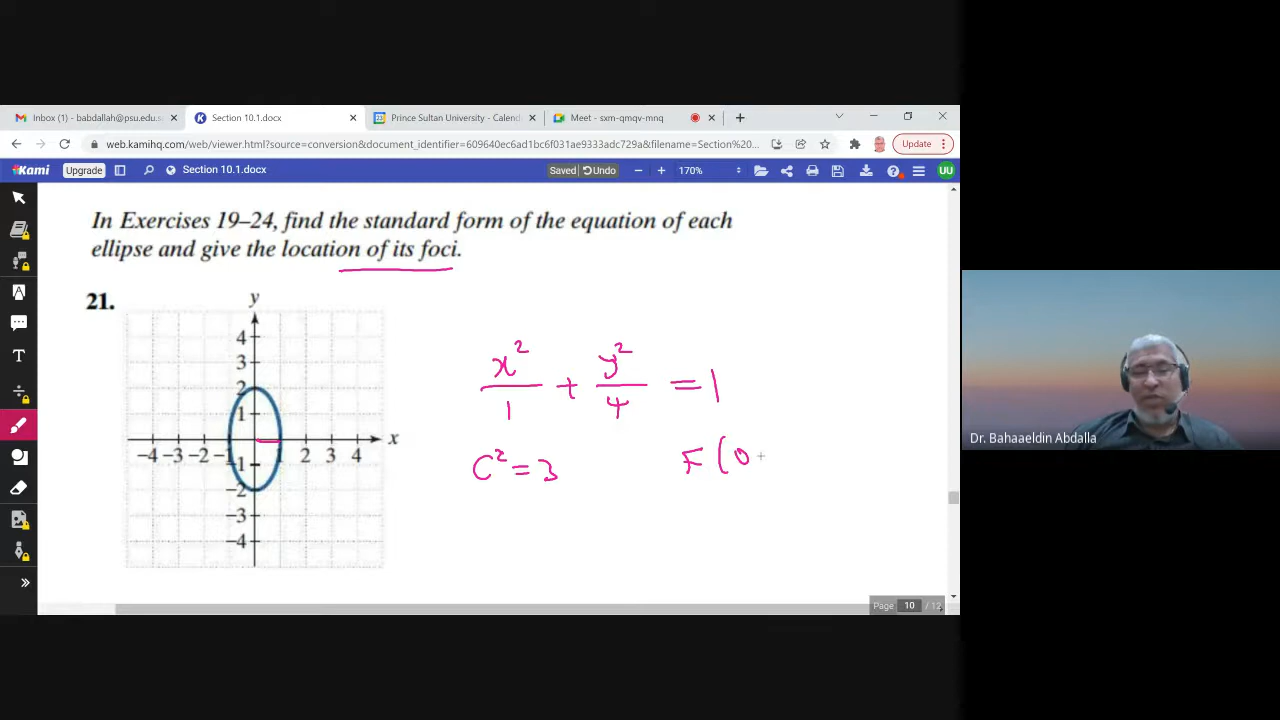 Inbox (1) - babdallah@psu.edu.s
Section 10.1.docx
Prince Sultan University - Calend
Meet - sxm-qmqv-mnq
web.kamihq.com/web/viewer.html?source=conversion&document_identifier=609640ec6ad1bc6f031ae9333adc729a&filename=Section%20...
Update
Kami
Upgrade
Section 10.1.docx
Saved
Undo
170%
UU
In Exercises 19–24, find the standard form of the equation of each
ellipse and give the location of its foci.
21.
y
4
3
2
1
x
−4 −3 −2 −1 1 2 3 4
−1
−2
−3
−4
x²/1 + y²/4 = 1
C² = 3
F (0
Dr. Bahaaeldin Abdalla
T
Page 10 / 12